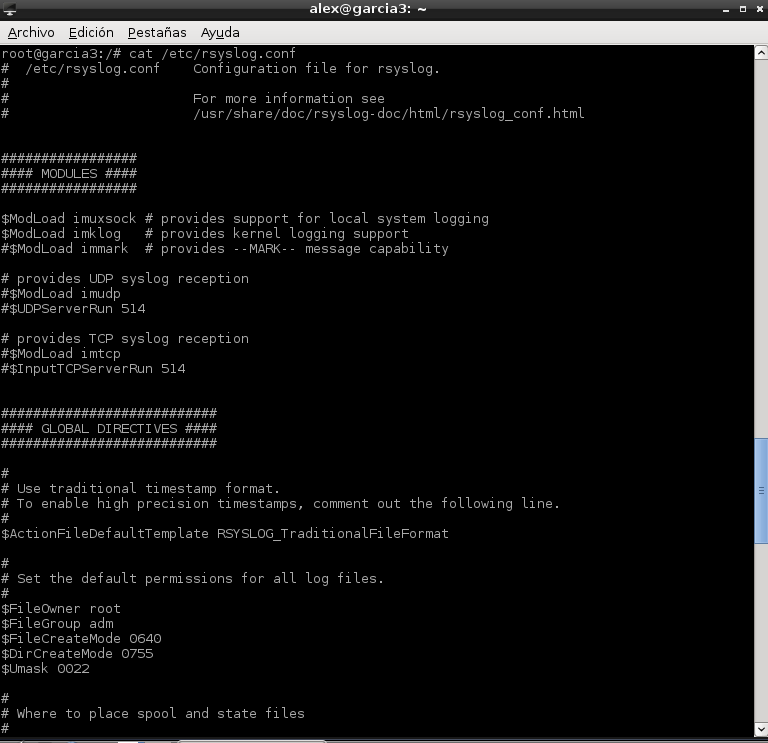 alex@garcia3: ~
Archivo Edición Pestañas Ayuda
root@garcia3:/# cat /etc/rsyslog.conf
#  /etc/rsyslog.conf    Configuration file for rsyslog.
#
#                       For more information see
#                       /usr/share/doc/rsyslog-doc/html/rsyslog_conf.html
#################
#### MODULES ####
#################
$ModLoad imuxsock # provides support for local system logging
$ModLoad imklog   # provides kernel logging support
#$ModLoad immark  # provides --MARK-- message capability
# provides UDP syslog reception
#$ModLoad imudp
#$UDPServerRun 514
# provides TCP syslog reception
#$ModLoad imtcp
#$InputTCPServerRun 514
###########################
#### GLOBAL DIRECTIVES ####
###########################
#
# Use traditional timestamp format.
# To enable high precision timestamps, comment out the following line.
#
$ActionFileDefaultTemplate RSYSLOG_TraditionalFileFormat
#
# Set the default permissions for all log files.
#
$FileOwner root
$FileGroup adm
$FileCreateMode 0640
$DirCreateMode 0755
$Umask 0022
#
# Where to place spool and state files
#